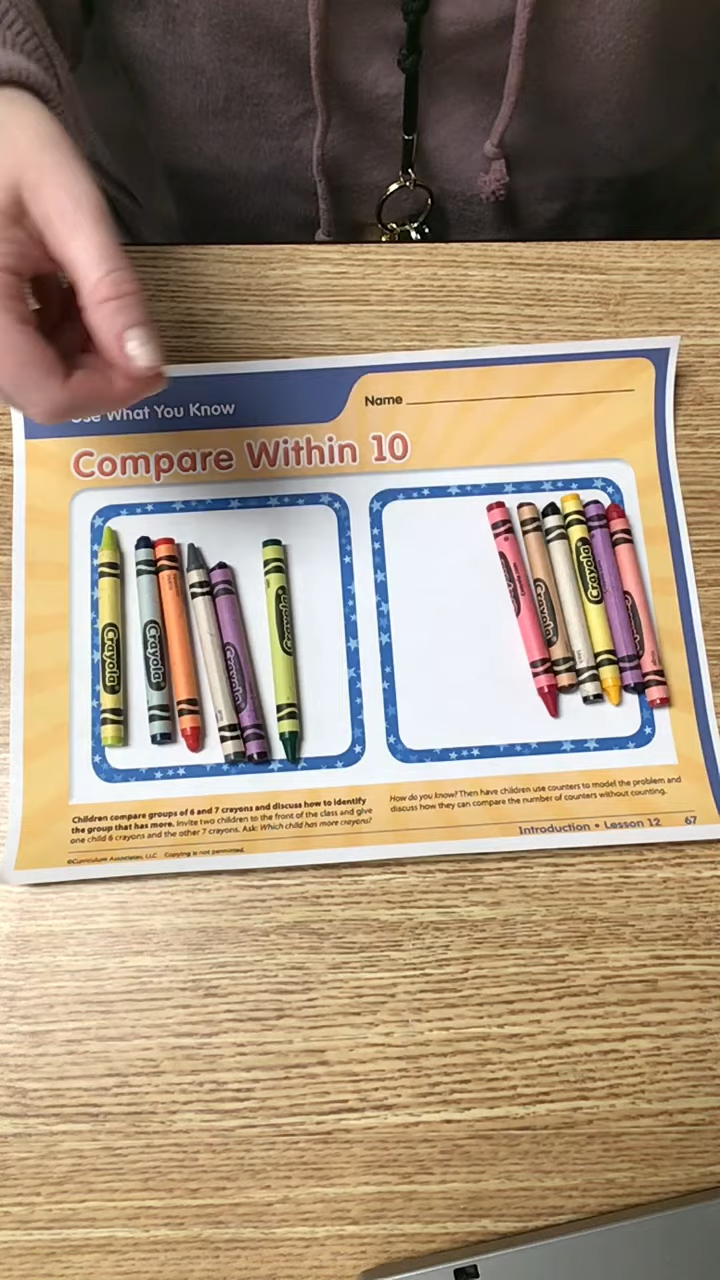 Use What You Know
Name
Compare Within 10
Crayola
Crayola
Crayola
Crayola
Crayola
Crayola
Children compare groups of 6 and 7 crayons and discuss how to identify
the group that has more. Invite two children to the front of the class and give
one child 6 crayons and the other 7 crayons. Ask: Which child has more crayons?
How do you know? Then have children use counters to model the problem and
discuss how they can compare the number of counters without counting.
Introduction • Lesson 12 67
©Curriculum Associates, LLC Copying is not permitted.